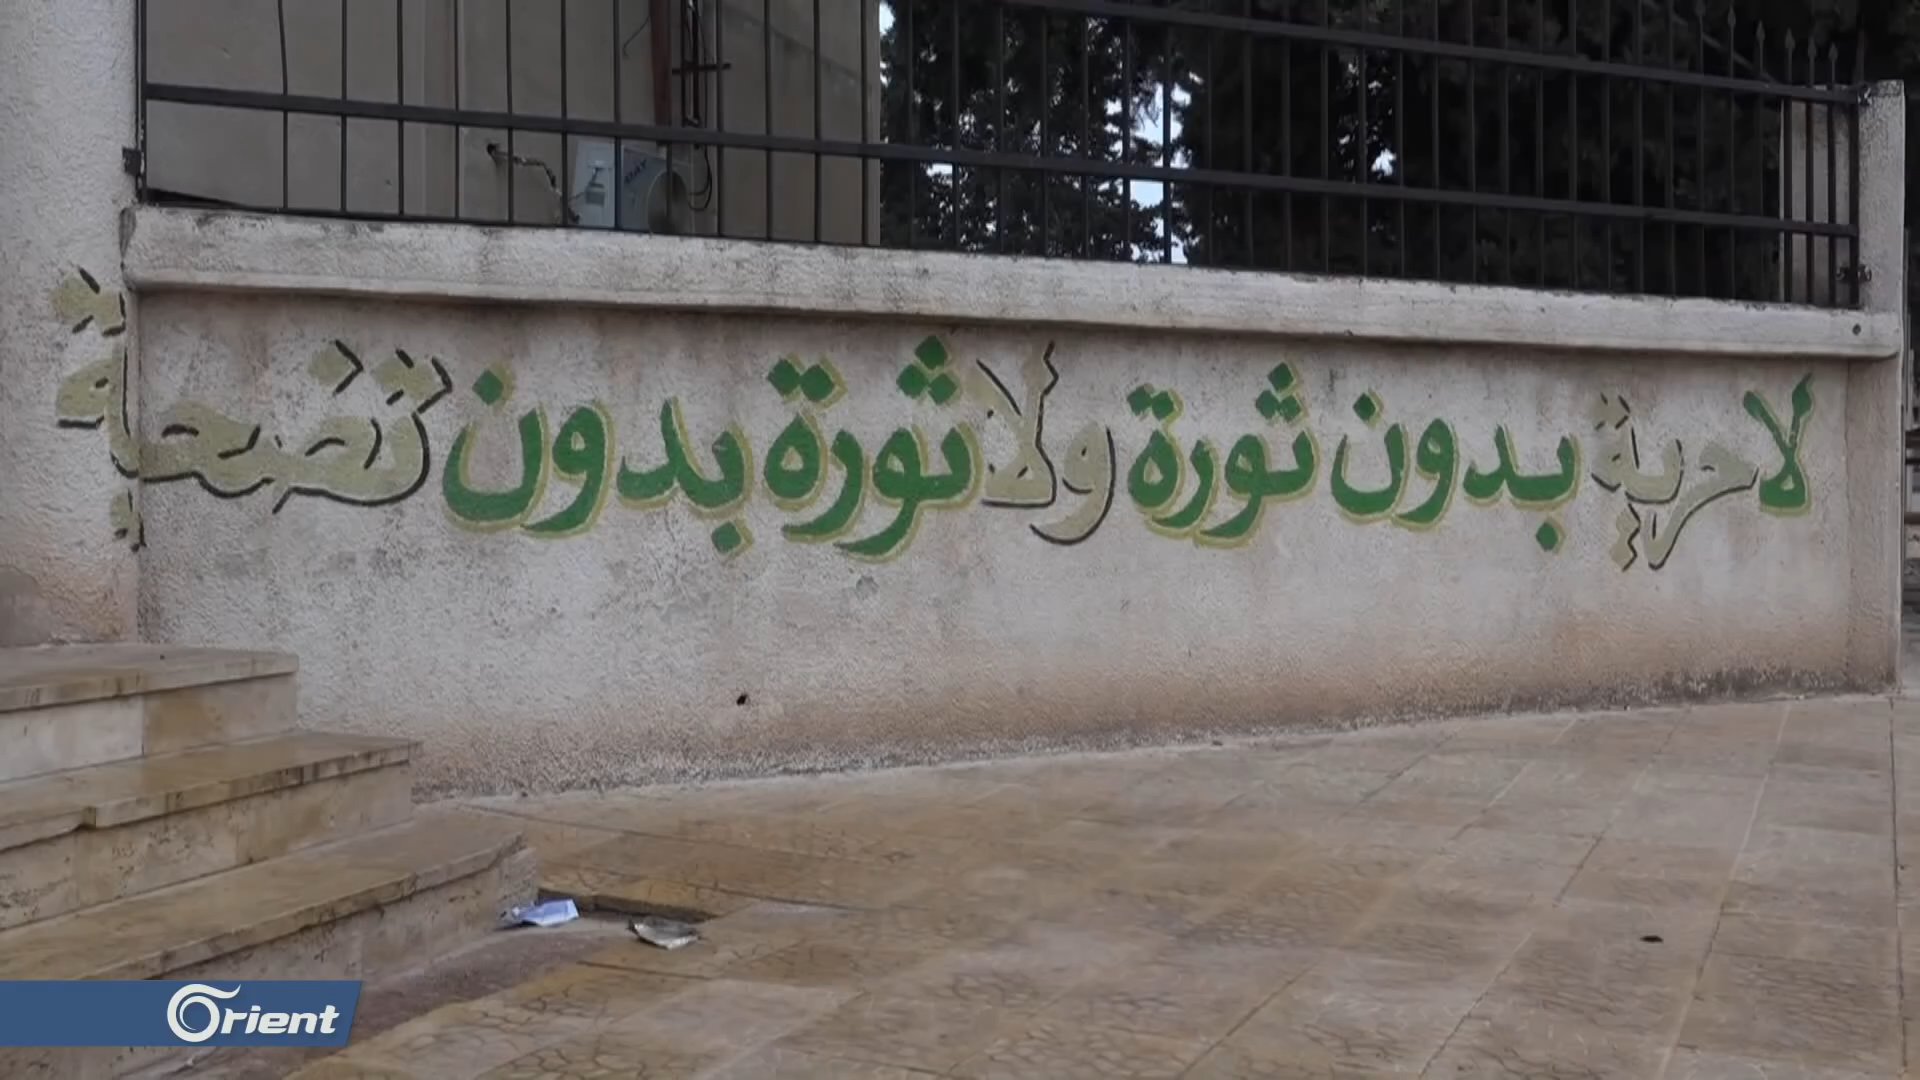 لا حرية بدون ثورة ولا ثورة بدون تضحية
Orient